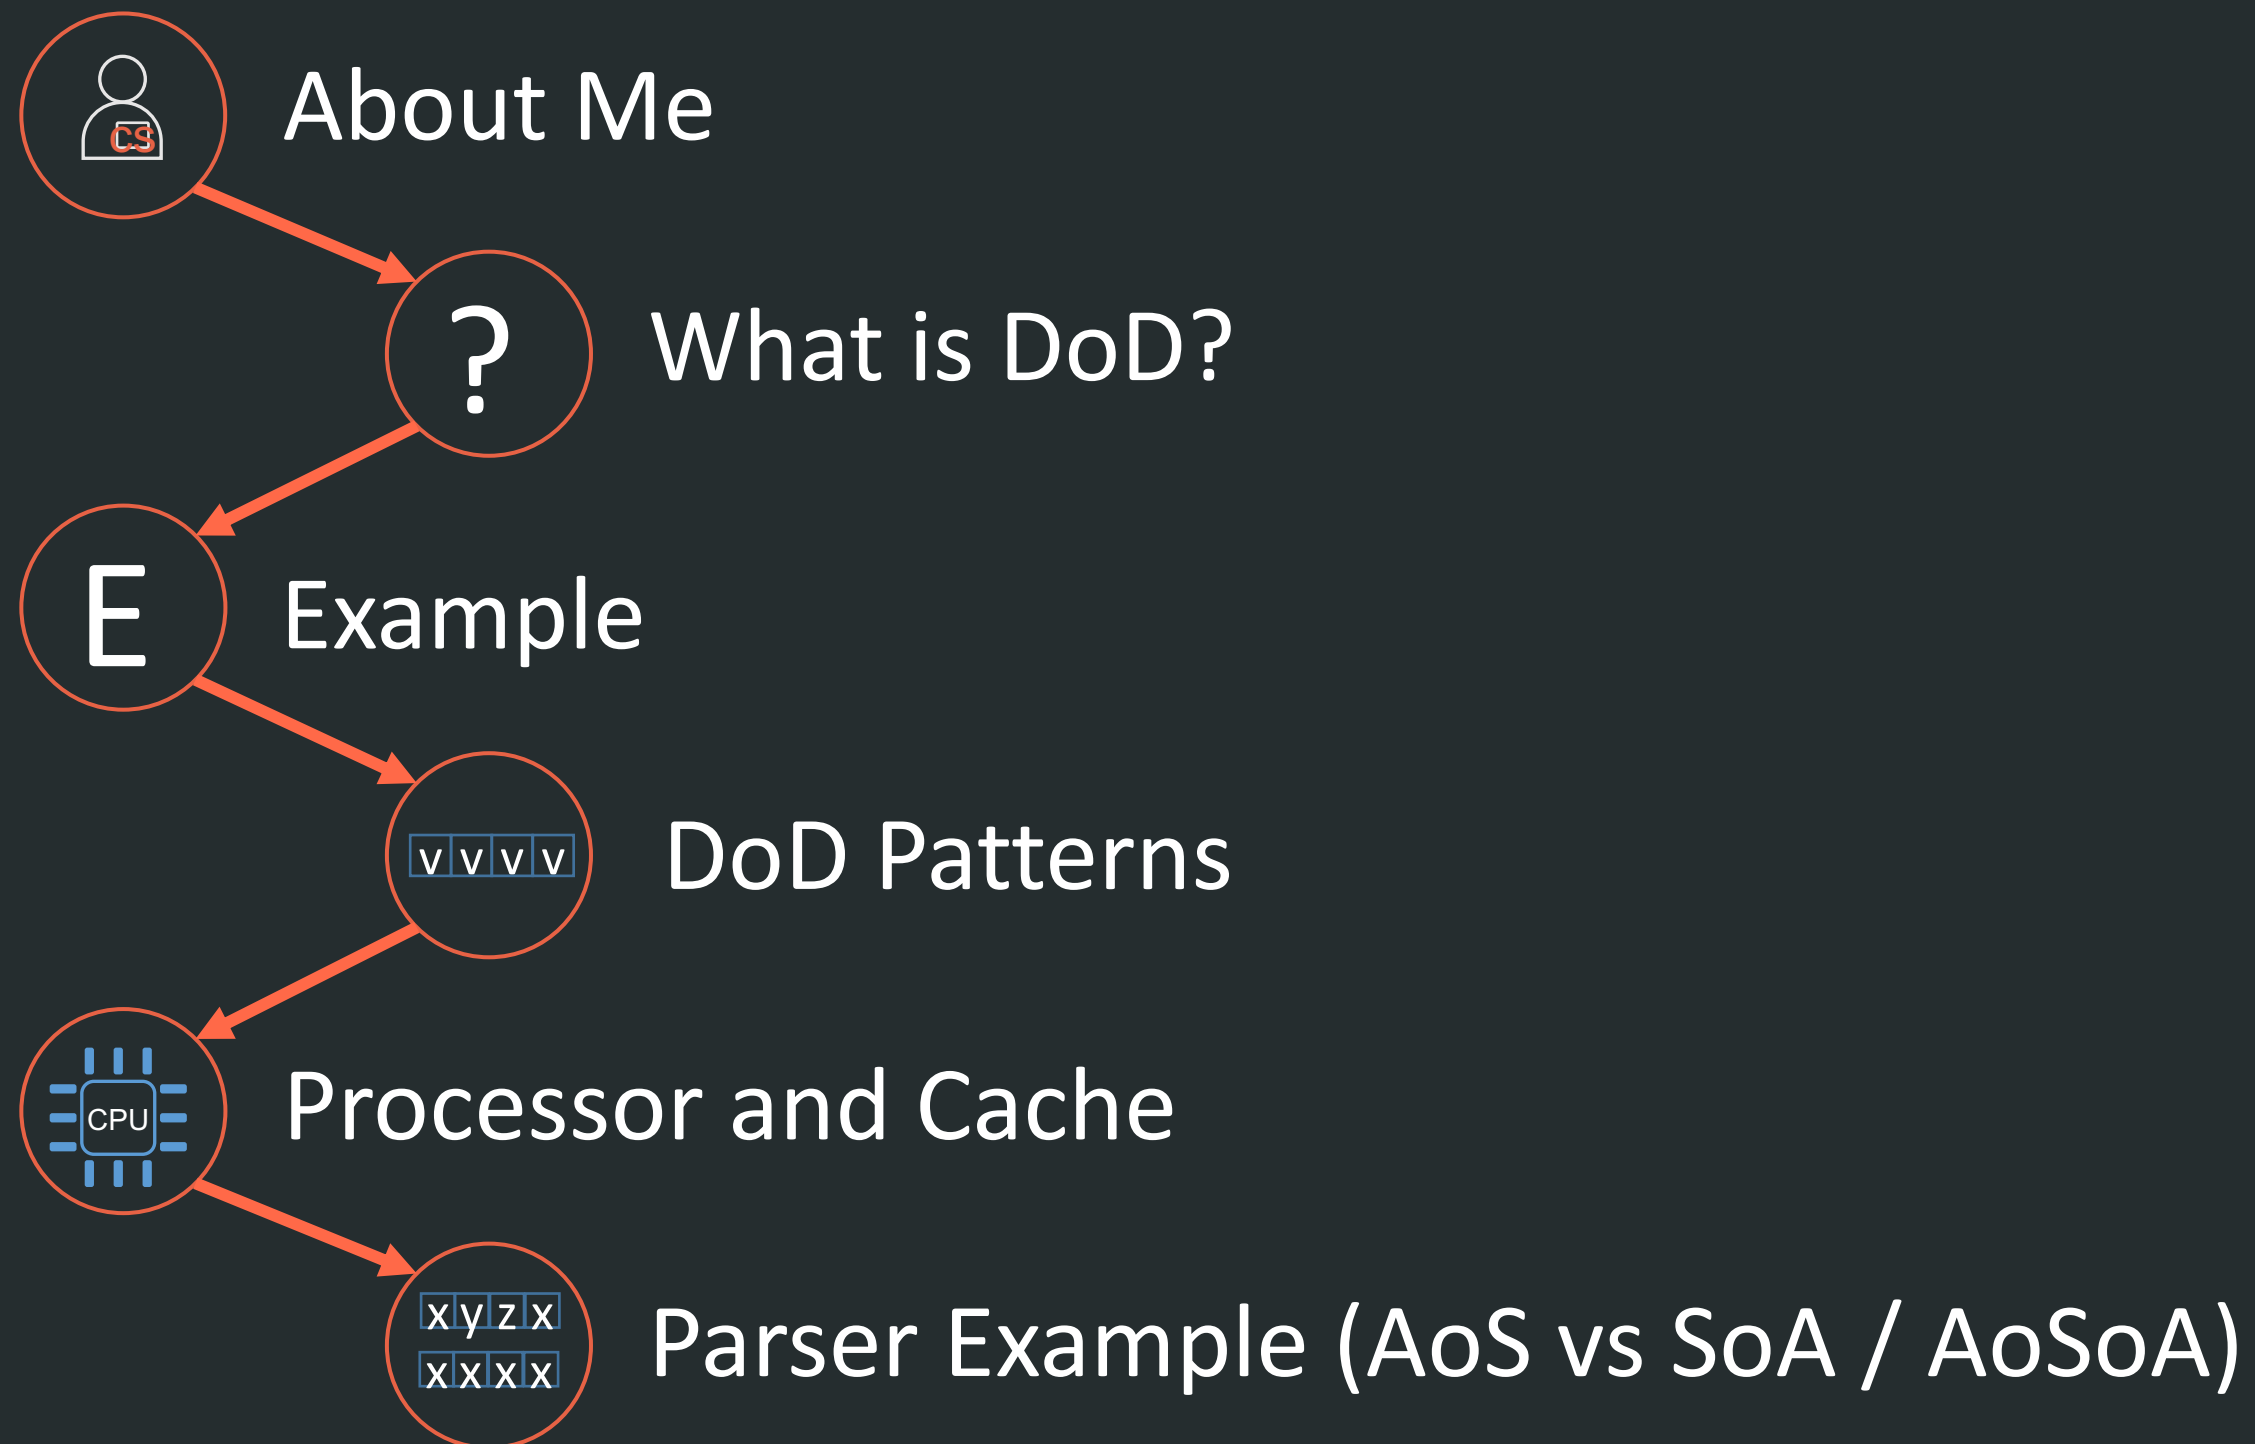 CS
About Me
?
What is DoD?
E
Example
v v v v
DoD Patterns
CPU
Processor and Cache
x y z x
x x x x
Parser Example (AoS vs SoA / AoSoA)